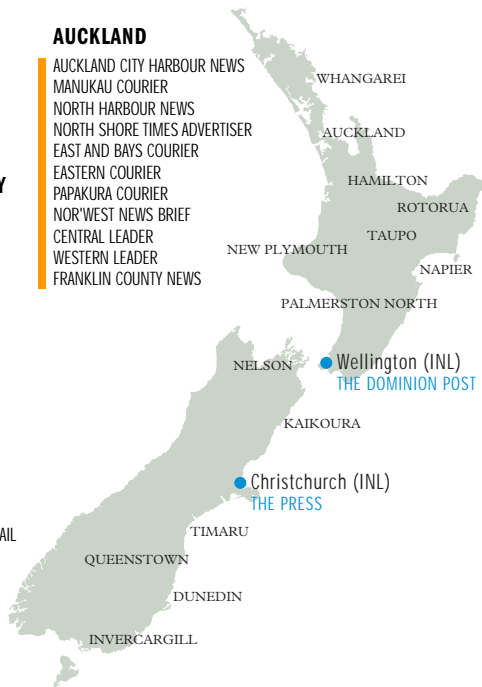 AUCKLAND
AUCKLAND CITY HARBOUR NEWS
MANUKAU COURIER
NORTH HARBOUR NEWS
NORTH SHORE TIMES ADVERTISER
EAST AND BAYS COURIER
EASTERN COURIER
PAPAKURA COURIER
NOR'WEST NEWS BRIEF
CENTRAL LEADER
WESTERN LEADER
FRANKLIN COUNTY NEWS
Y
AIL
WHANGAREI
AUCKLAND
HAMILTON
ROTORUA
TAUPO
NEW PLYMOUTH
NAPIER
PALMERSTON NORTH
NELSON
Wellington (INL)
THE DOMINION POST
KAIKOURA
Christchurch (INL)
THE PRESS
TIMARU
QUEENSTOWN
DUNEDIN
INVERCARGILL